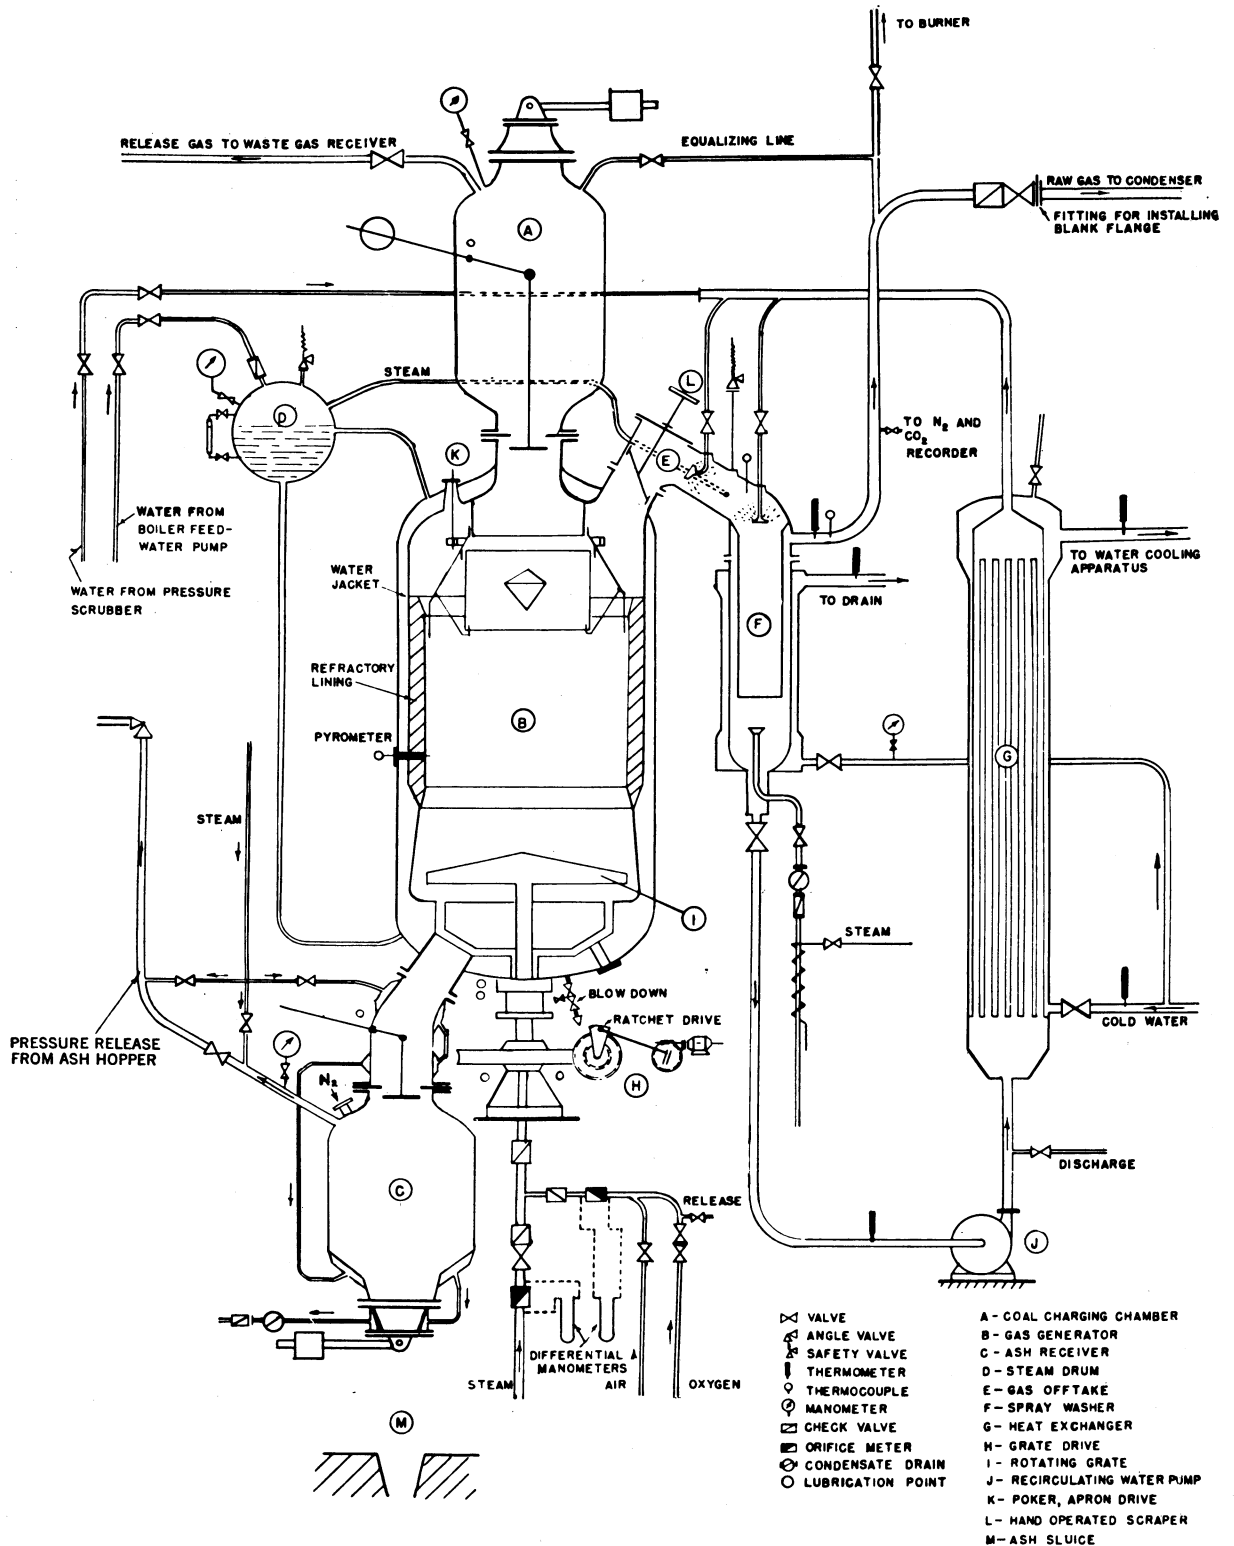 TO BURNER
RELEASE GAS TO WASTE GAS RECEIVER
EQUALIZING LINE
RAW GAS TO CONDENSER
FITTING FOR INSTALLING
BLANK FLANGE
A
STEAM
D
L
K
E
TO N2 AND
CO2
RECORDER
WATER FROM
BOILER FEED-
WATER PUMP
WATER FROM PRESSURE
SCRUBBER
WATER
JACKET
TO WATER COOLING
APPARATUS
TO DRAIN
F
REFRACTORY
LINING
B
PYROMETER
G
STEAM
I
STEAM
BLOW DOWN
RATCHET DRIVE
COLD WATER
PRESSURE RELEASE
FROM ASH HOPPER
N2
H
C
DISCHARGE
RELEASE
J
DIFFERENTIAL
MANOMETERS
STEAM
AIR
OXYGEN
M
VALVE
ANGLE VALVE
SAFETY VALVE
THERMOMETER
THERMOCOUPLE
MANOMETER
CHECK VALVE
ORIFICE METER
CONDENSATE DRAIN
LUBRICATION POINT
A- COAL CHARGING CHAMBER
B- GAS GENERATOR
C- ASH RECEIVER
D- STEAM DRUM
E- GAS OFFTAKE
F- SPRAY WASHER
G- HEAT EXCHANGER
H- GRATE DRIVE
I - ROTATING GRATE
J- RECIRCULATING WATER PUMP
K- POKER, APRON DRIVE
L- HAND OPERATED SCRAPER
M- ASH SLUICE